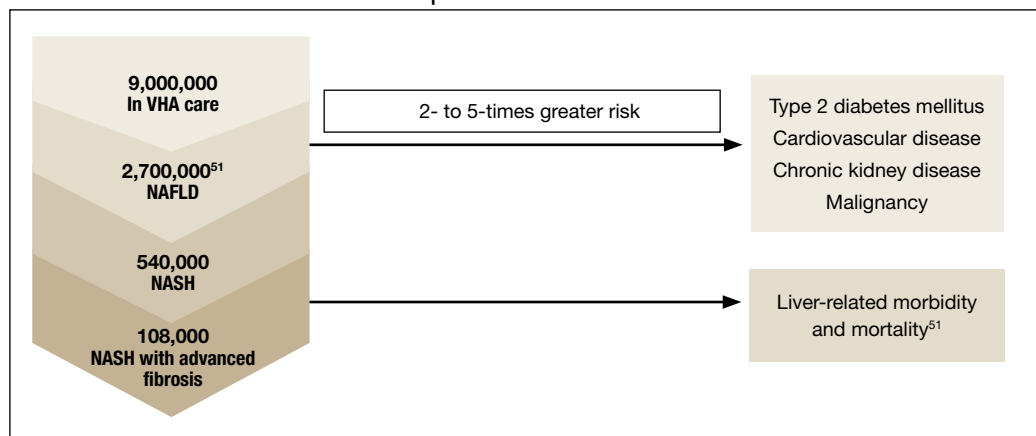 9,000,000
In VHA care
2,700,000⁵¹
NAFLD
540,000
NASH
108,000
NASH with advanced
fibrosis
2- to 5-times greater risk
Type 2 diabetes mellitus
Cardiovascular disease
Chronic kidney disease
Malignancy
Liver-related morbidity
and mortality⁵¹